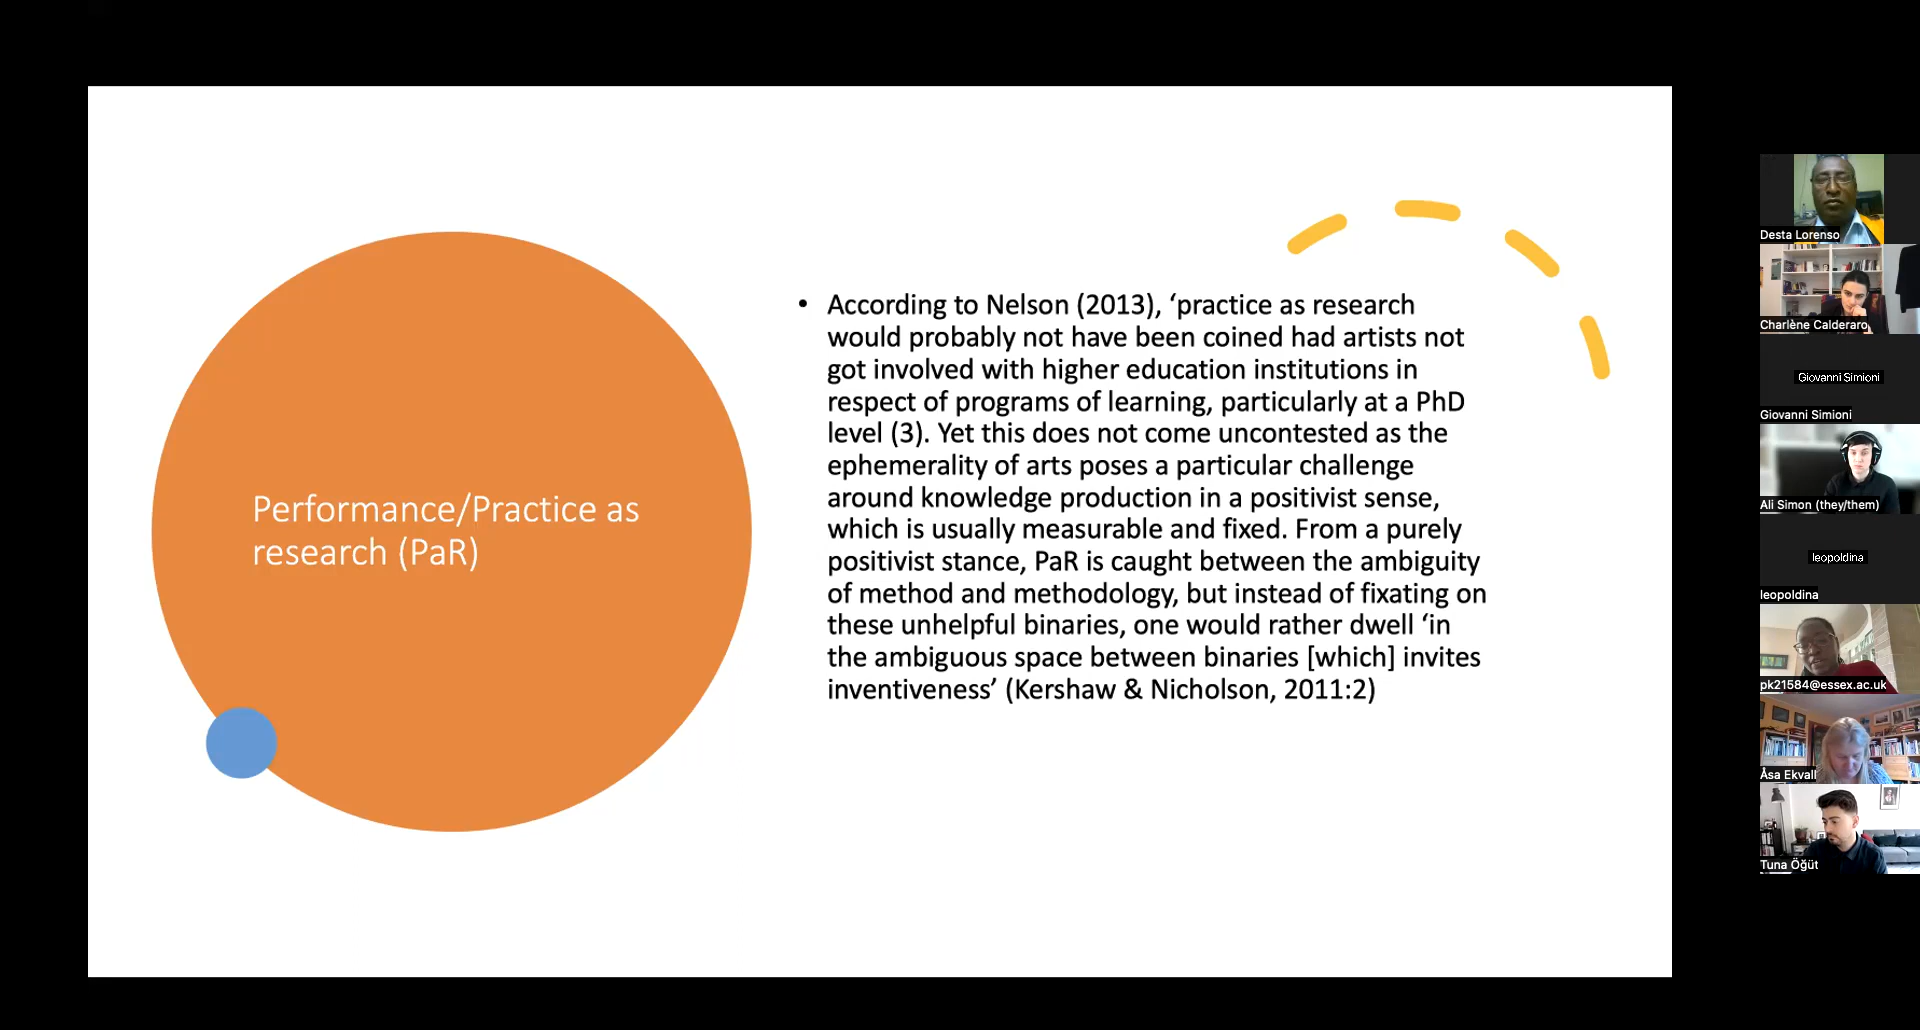 Performance/Practice as
research (PaR)
• According to Nelson (2013), ‘practice as research
would probably not have been coined had artists not
got involved with higher education institutions in
respect of programs of learning, particularly at a PhD
level (3). Yet this does not come uncontested as the
ephemerality of arts poses a particular challenge
around knowledge production in a positivist sense,
which is usually measurable and fixed. From a purely
positivist stance, PaR is caught between the ambiguity
of method and methodology, but instead of fixating on
these unhelpful binaries, one would rather dwell ‘in
the ambiguous space between binaries [which] invites
inventiveness’ (Kershaw & Nicholson, 2011:2)
Desta Lorenso
Charlène Calderaro
Giovanni Simioni
Giovanni Simioni
Ali Simon (they/them)
leopoldina
leopoldina
pk21584@essex.ac.uk
Åsa Ekvall
Tuna Öğüt